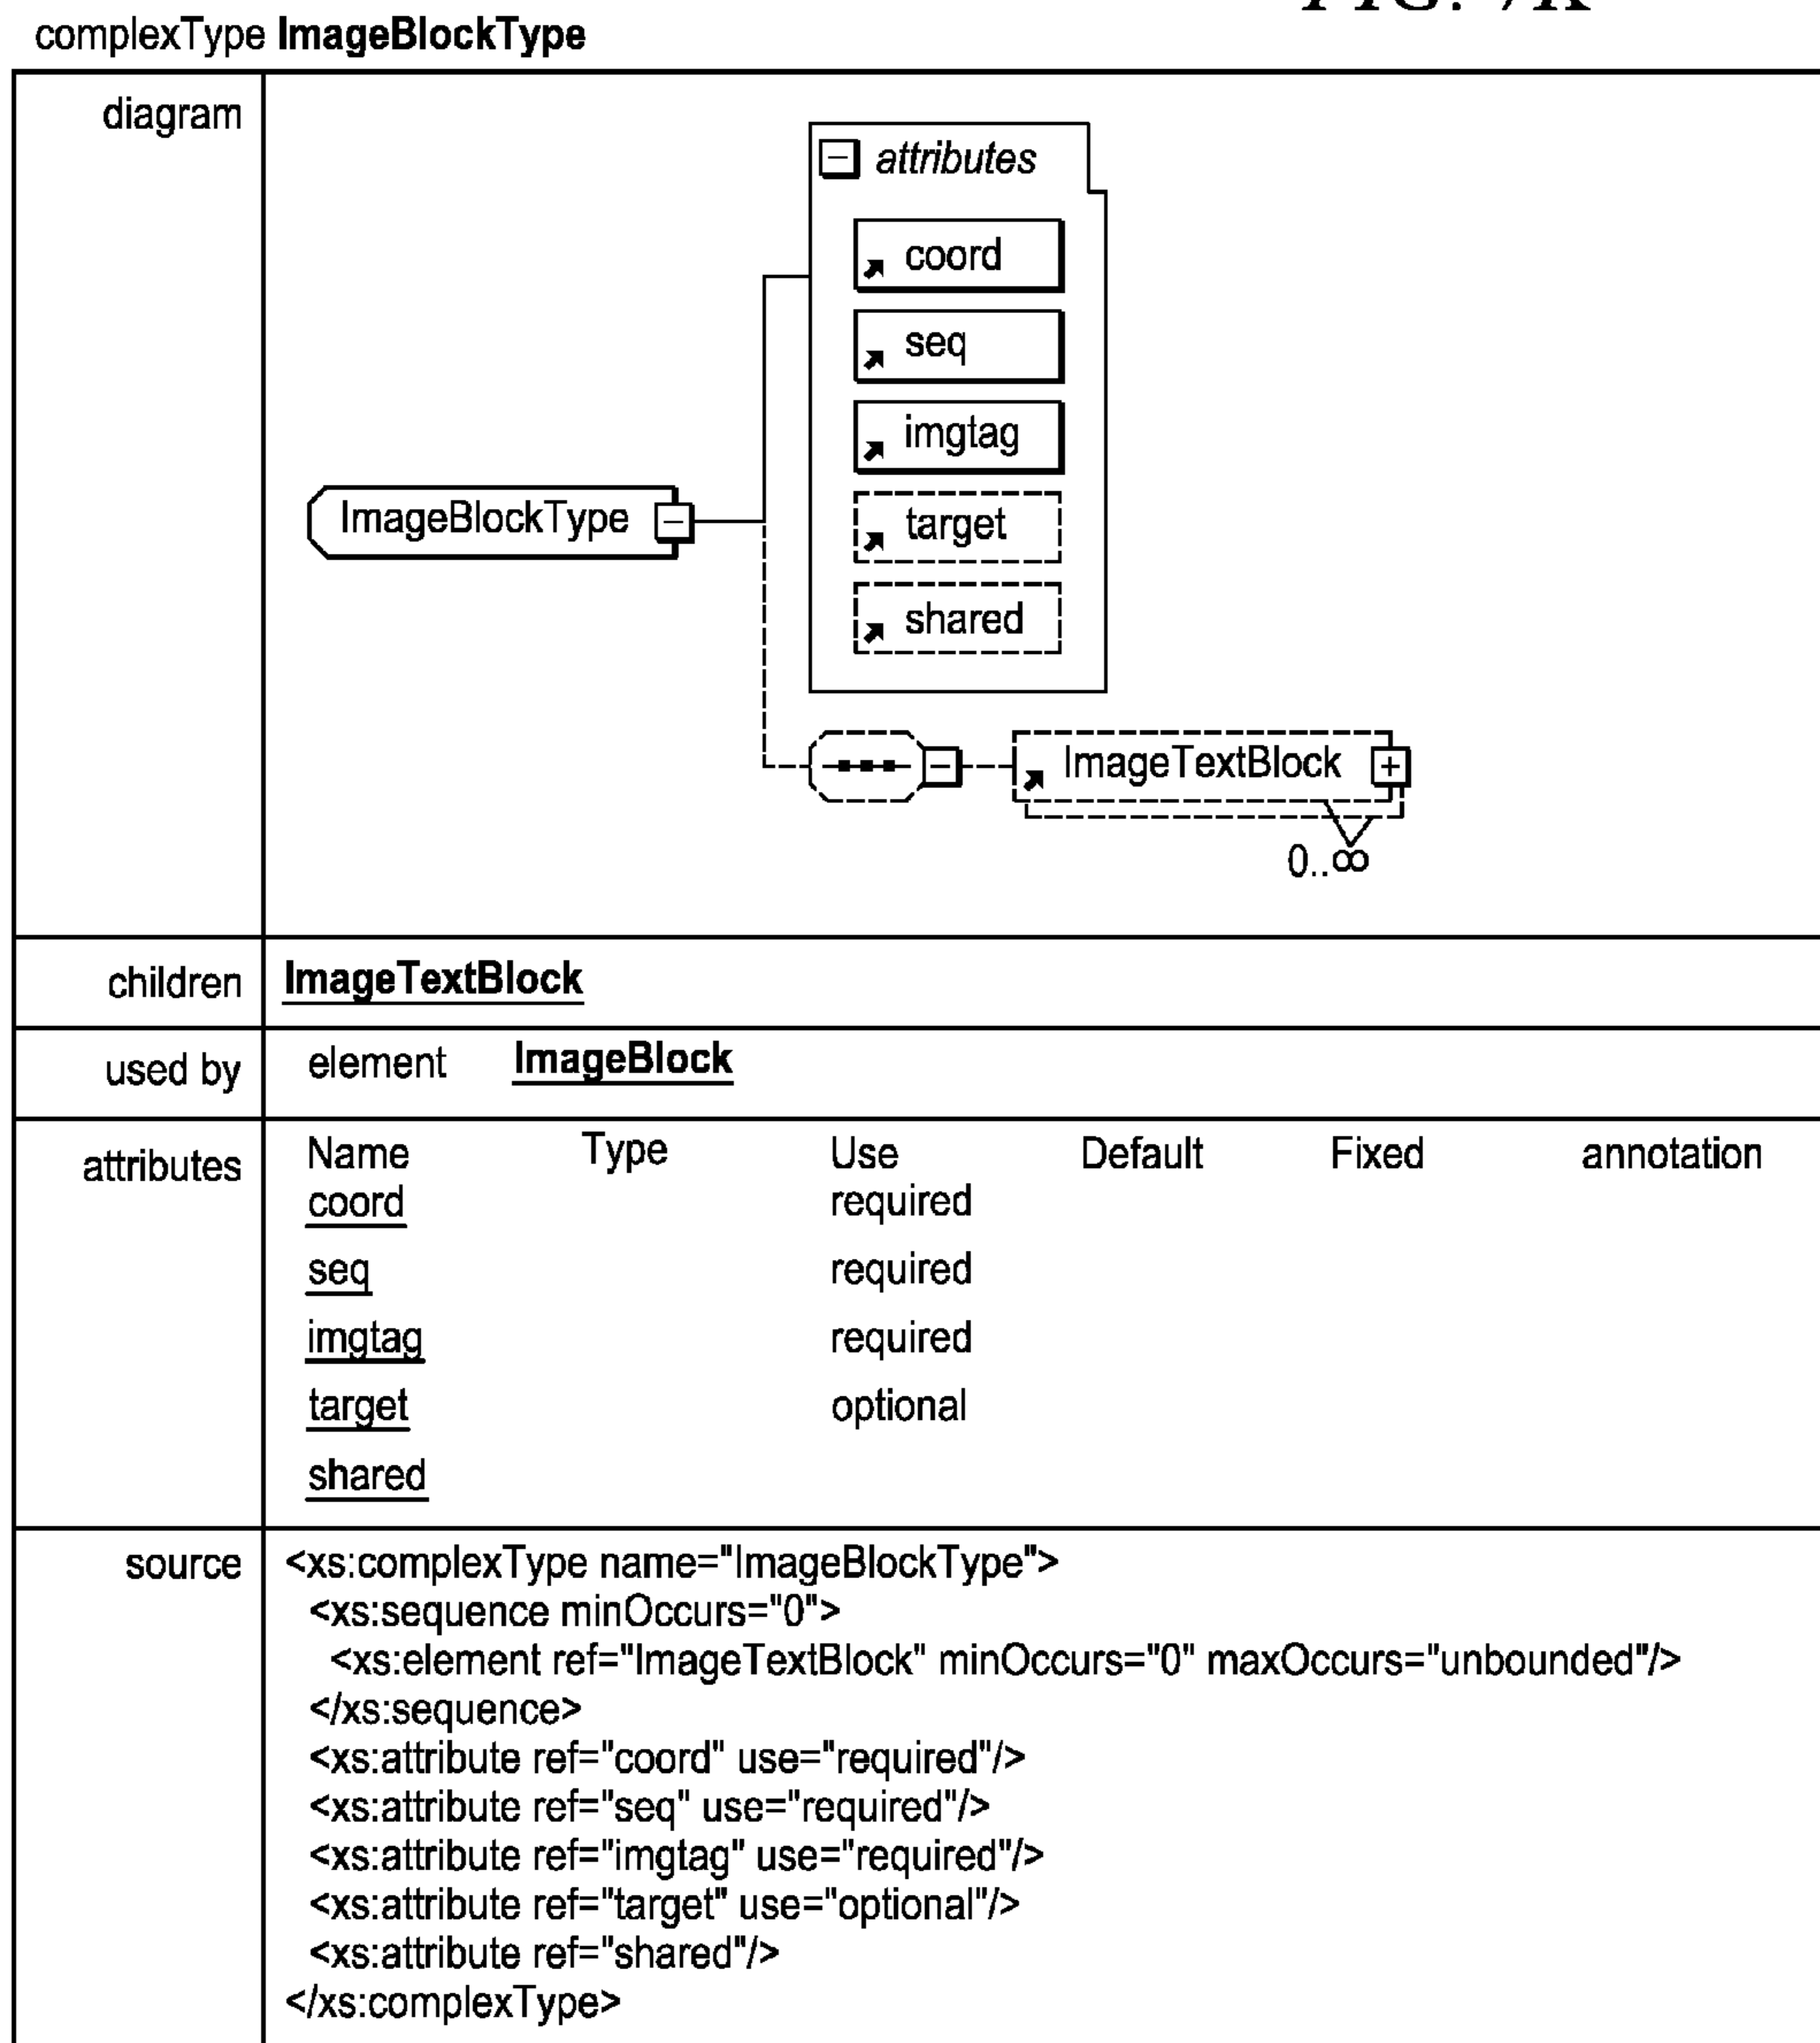 FIG. 7K
complexType ImageBlockType
diagram
attributes
coord
seq
imgtag
target
shared
ImageBlockType
ImageTextBlock
0..∞
children ImageTextBlock
used by element ImageBlock
attributes Name Type Use Default Fixed annotation
coord required
seq required
imgtag required
target optional
shared
source <xs:complexType name="ImageBlockType">
<xs:sequence minOccurs="0">
<xs:element ref="ImageTextBlock" minOccurs="0" maxOccurs="unbounded"/>
</xs:sequence>
<xs:attribute ref="coord" use="required"/>
<xs:attribute ref="seq" use="required"/>
<xs:attribute ref="imgtag" use="required"/>
<xs:attribute ref="target" use="optional"/>
<xs:attribute ref="shared"/>
</xs:complexType>